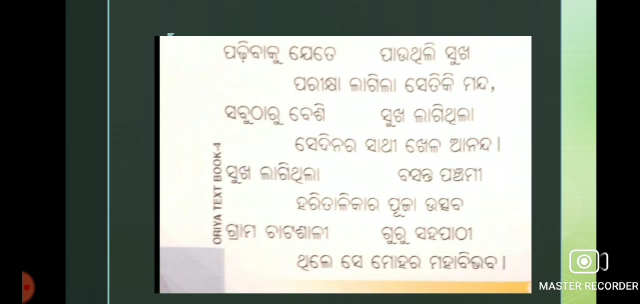 ପଢ଼ିବାକୁ ଯେତେ ପାଉଥିଲି ସୁଖ
ପରୀକ୍ଷା ଲାଗିଲା ସେତିକି ମନ୍ଦ,
ସବୁଠାରୁ ବେଶି ସୁଖ ଲାଗିଥିଲା
ସେଦିନର ସାଥୀ ଖେଳ ଆନନ୍ଦ।
ସୁଖ ଲାଗିଥିଲା ବସନ୍ତ ପଞ୍ଚମୀ
ହରିତାଳିକାର ପୂଜା ଉତ୍ସବ
ଗ୍ରାମ ଚାଟଶାଳୀ ଗୁରୁ ସହପାଠୀ
ଥିଲେ ସେ ମୋହର ମହାବିଭବ।
ORIYA TEXT BOOK-4
MASTER RECORDER